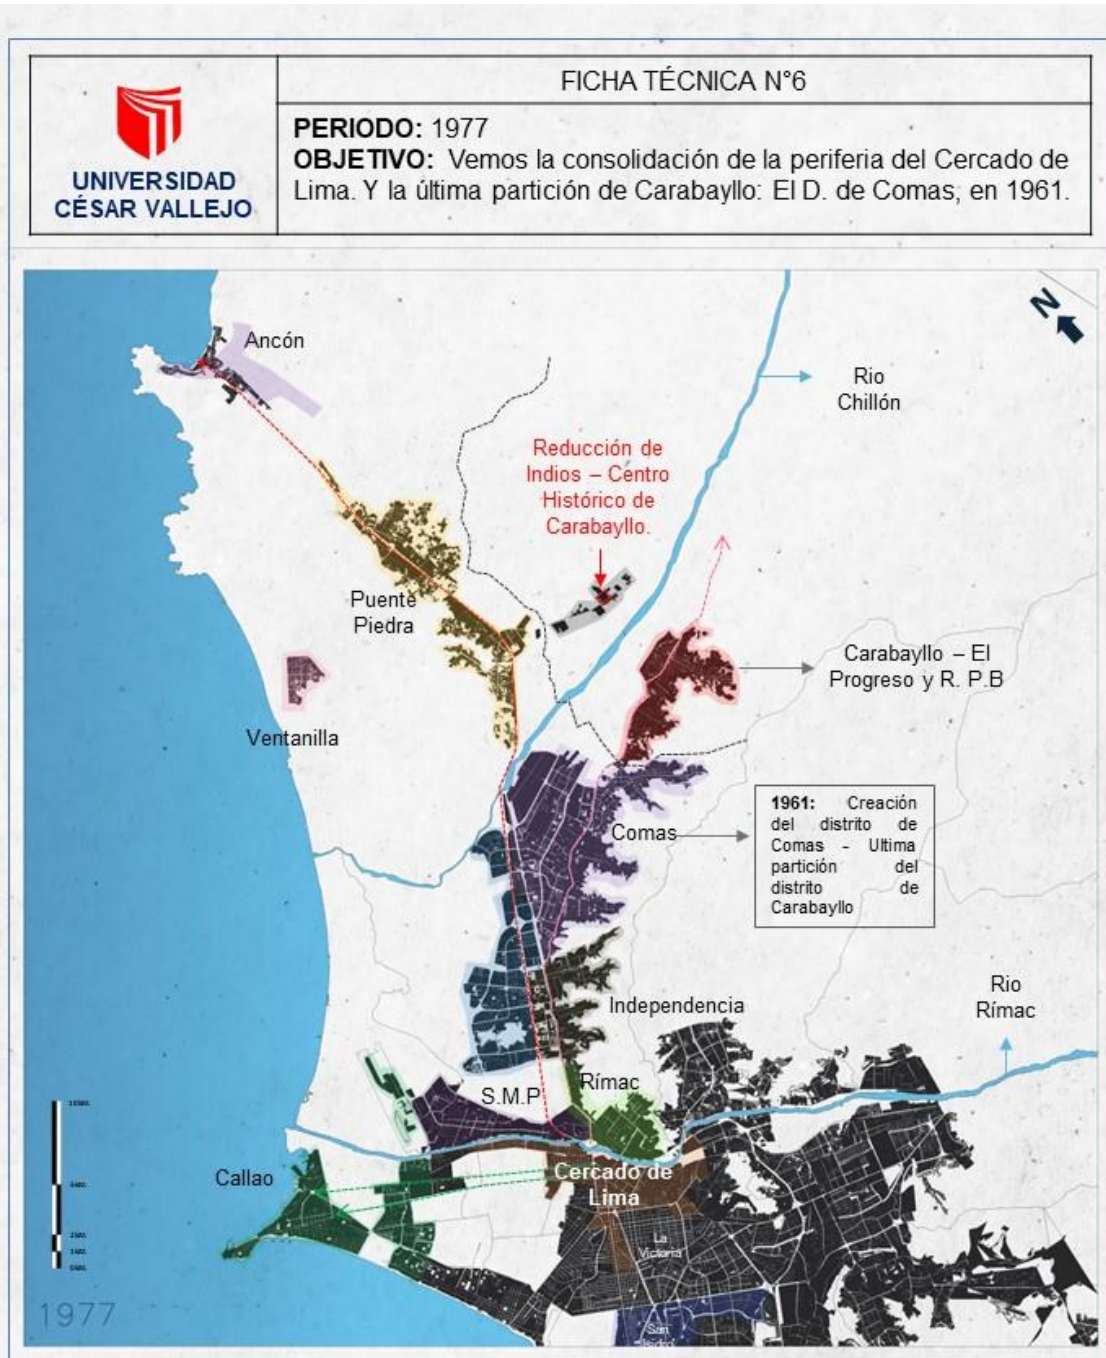 FICHA TÉCNICA N°6
UNIVERSIDAD
CÉSAR VALLEJO
PERIODO: 1977
OBJETIVO: Vemos la consolidación de la periferia del Cercado de
Lima. Y la última partición de Carabayllo: El D. de Comas, en 1961.
N
Ancón
Rio
Chillón
Reducción de
Indios – Centro
Histórico de
Carabayllo.
Puente
Piedra
Carabayllo – El
Progreso y R. P.B
Ventanilla
1961: Creación
del distrito de
Comas - Ultima
partición del
distrito de
Carabayllo
Comas
Independencia
Rio
Rímac
S.M.P
Rímac
Callao
Cercado de
Lima
La
Victoria
San
Isidro
1977